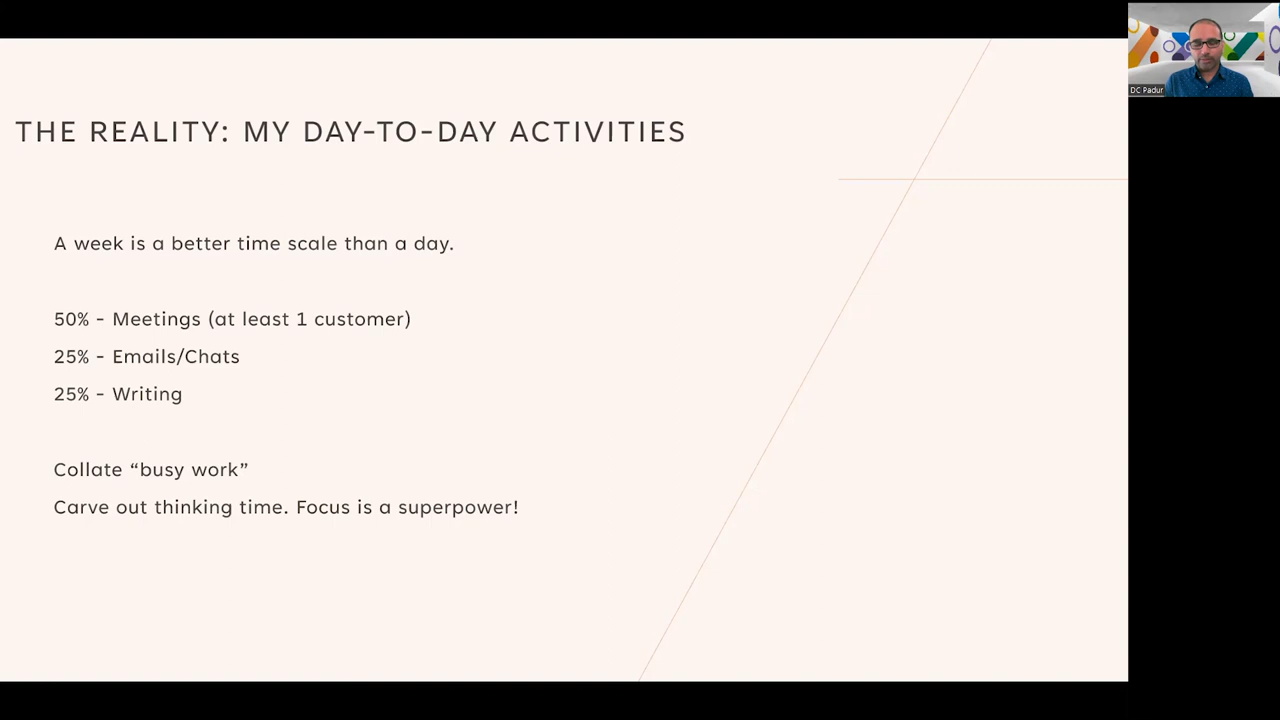 THE REALITY: MY DAY-TO-DAY ACTIVITIES
A week is a better time scale than a day.
50% - Meetings (at least 1 customer)
25% - Emails/Chats
25% - Writing
Collate “busy work”
Carve out thinking time. Focus is a superpower!
DC Padur